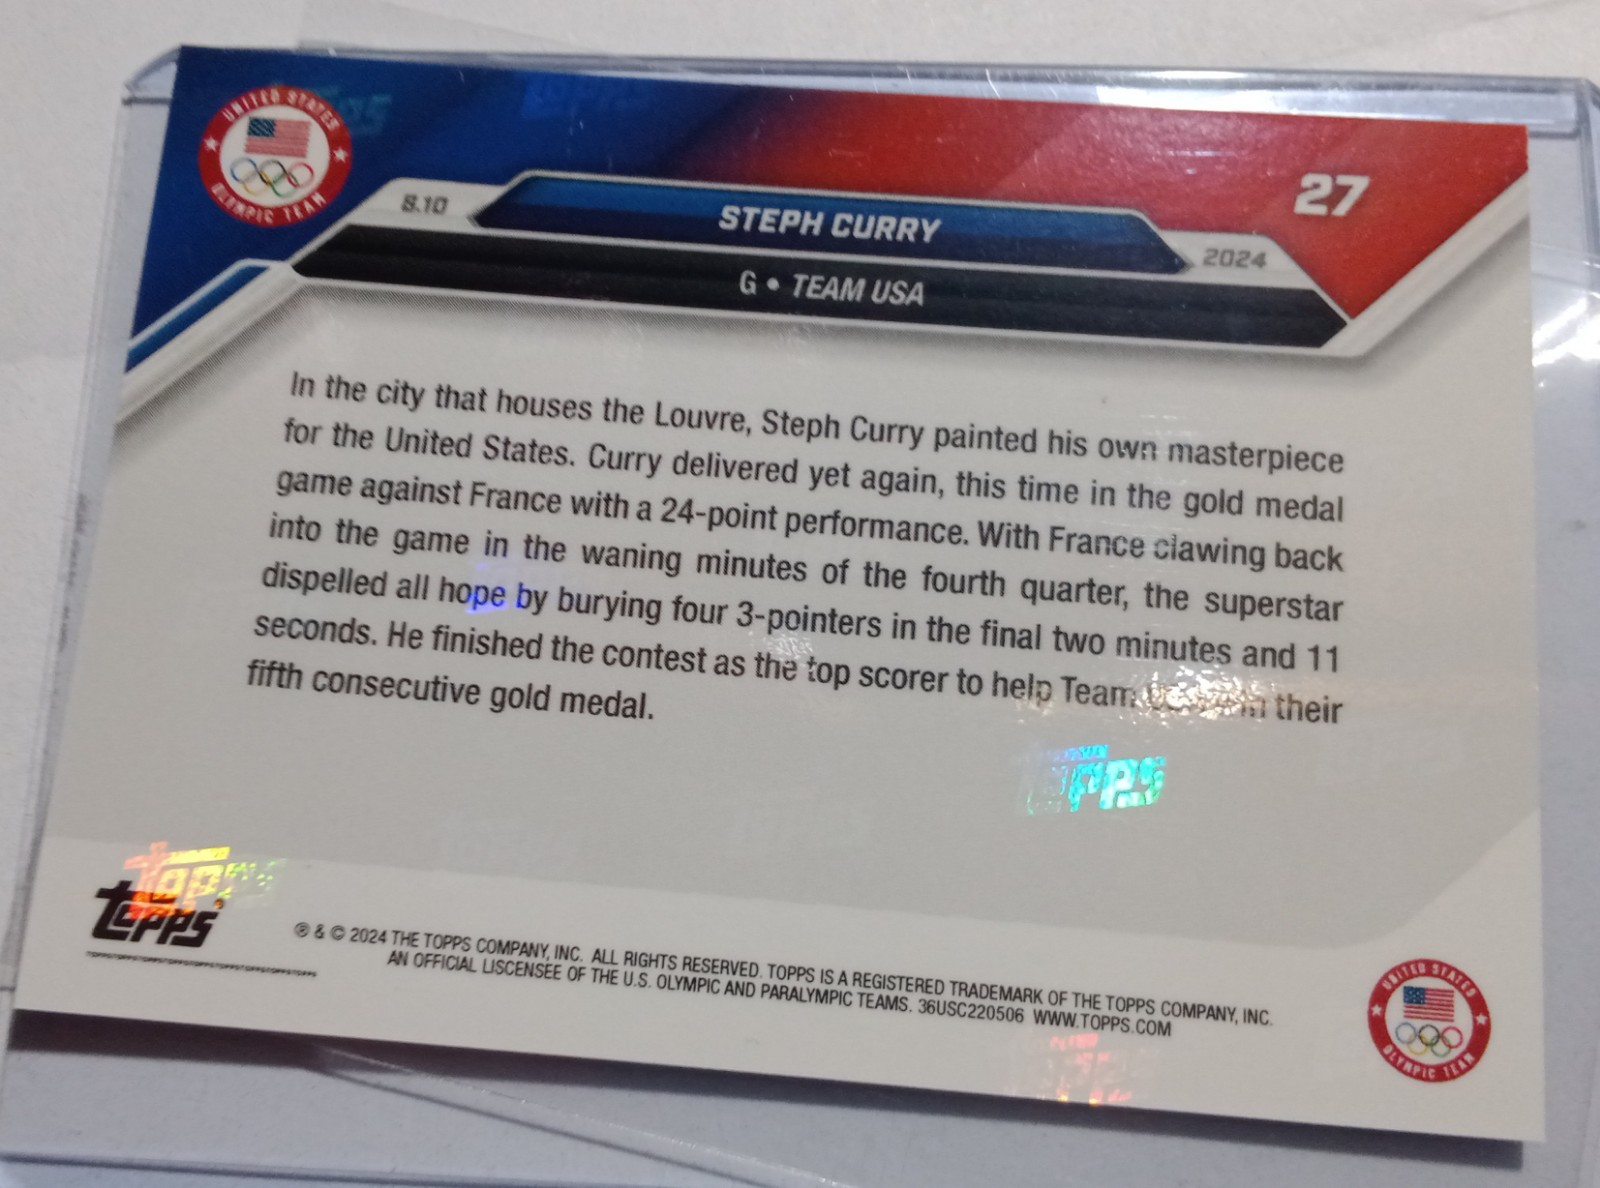 UNITED STATES
OLYMPIC TEAM
8.10
STEPH CURRY
2024
27
G • TEAM USA
In the city that houses the Louvre, Steph Curry painted his own masterpiece
for the United States. Curry delivered yet again, this time in the gold medal
game against France with a 24-point performance. With France clawing back
into the game in the waning minutes of the fourth quarter, the superstar
dispelled all hope by burying four 3-pointers in the final two minutes and 11
seconds. He finished the contest as the top scorer to help Team their
fifth consecutive gold medal.
TOPPS
TOPPS
TOPPS
℗ & © 2024 THE TOPPS COMPANY, INC. ALL RIGHTS RESERVED. TOPPS IS A REGISTERED TRADEMARK OF THE TOPPS COMPANY, INC.
AN OFFICIAL LISCENSEE OF THE U.S. OLYMPIC AND PARALYMPIC TEAMS. 36USC220506 WWW.TOPPS.COM
UNITED STATES
OLYMPIC TEAM